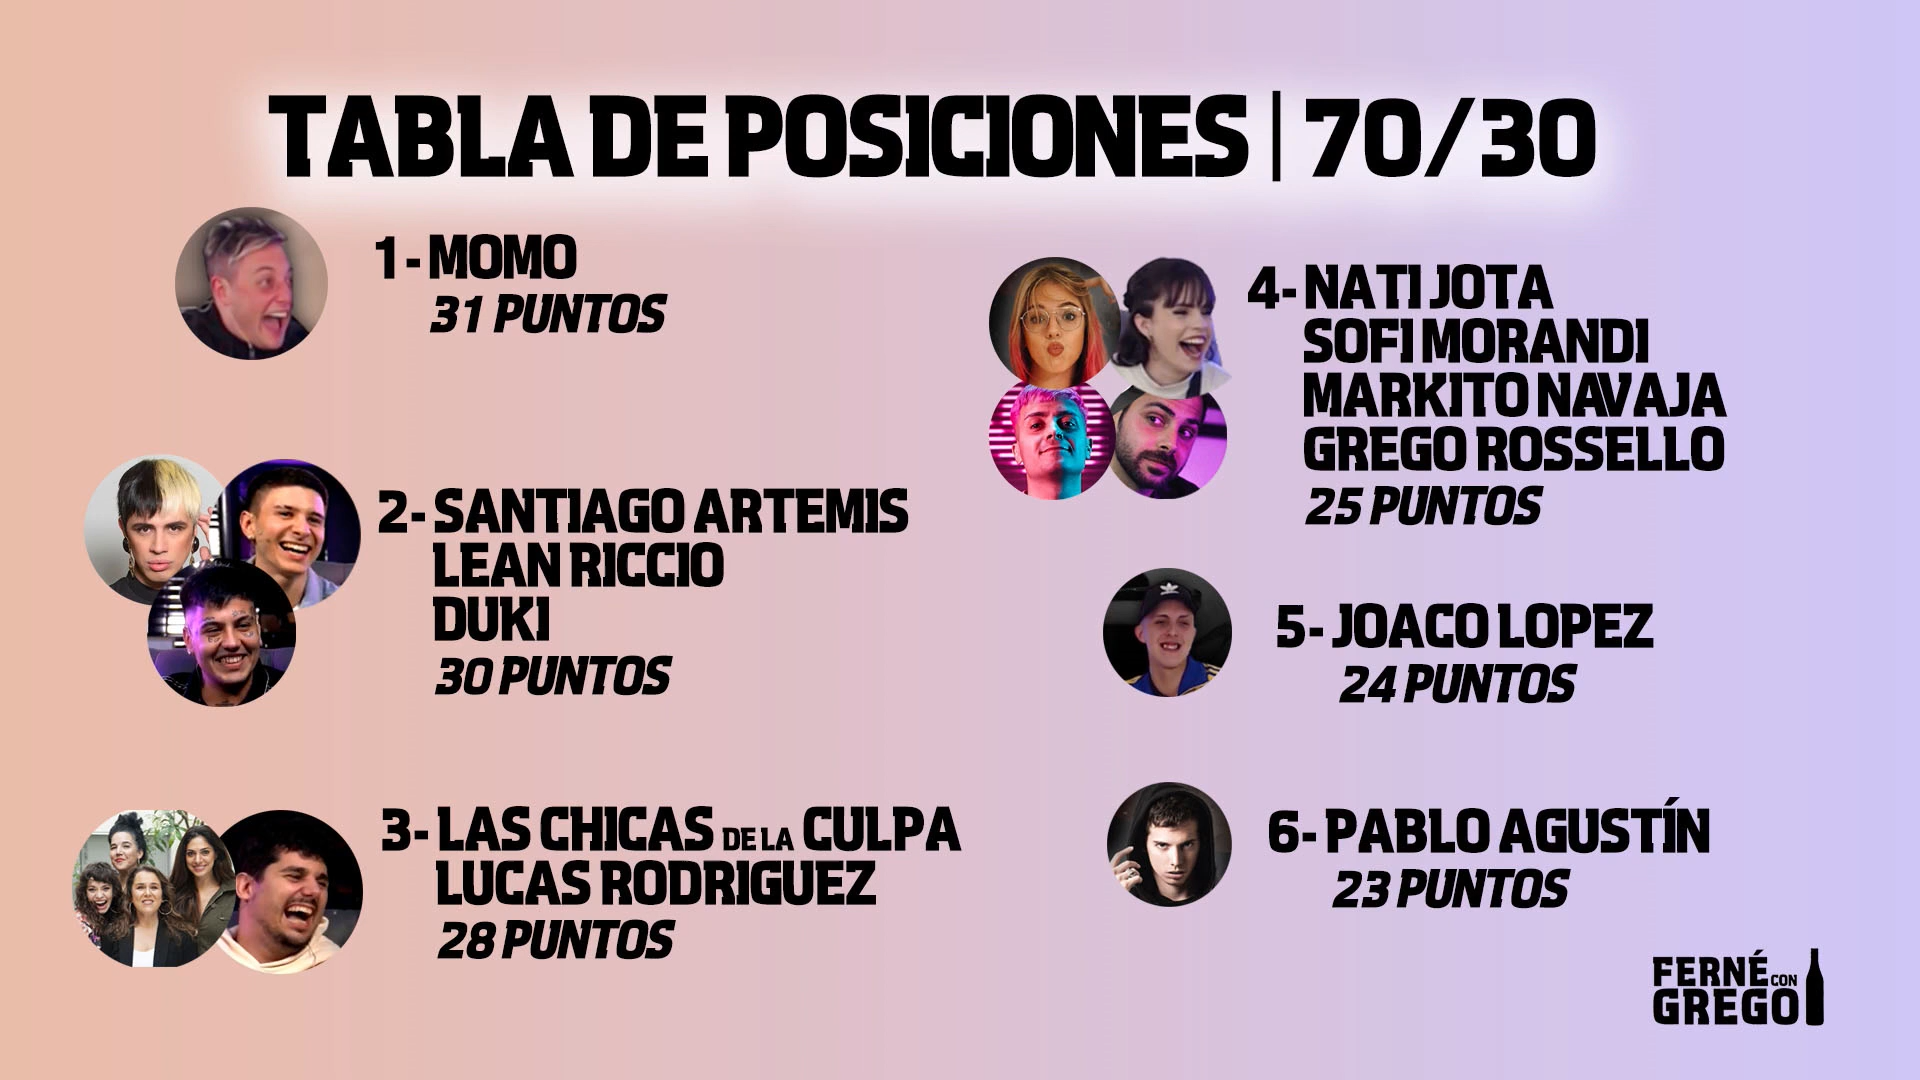 TABLA DE POSICIONES | 70/30
1- MOMO
31 PUNTOS
2- SANTIAGO ARTEMIS
LEAN RICCIO
DUKI
30 PUNTOS
3- LAS CHICAS DE LA CULPA
LUCAS RODRIGUEZ
28 PUNTOS
4- NATI JOTA
SOFI MORANDI
MARKITO NAVAJA
GREGO ROSSELLO
25 PUNTOS
5- JOACO LOPEZ
24 PUNTOS
6- PABLO AGUSTÍN
23 PUNTOS
FERNÉ CON
GREGO